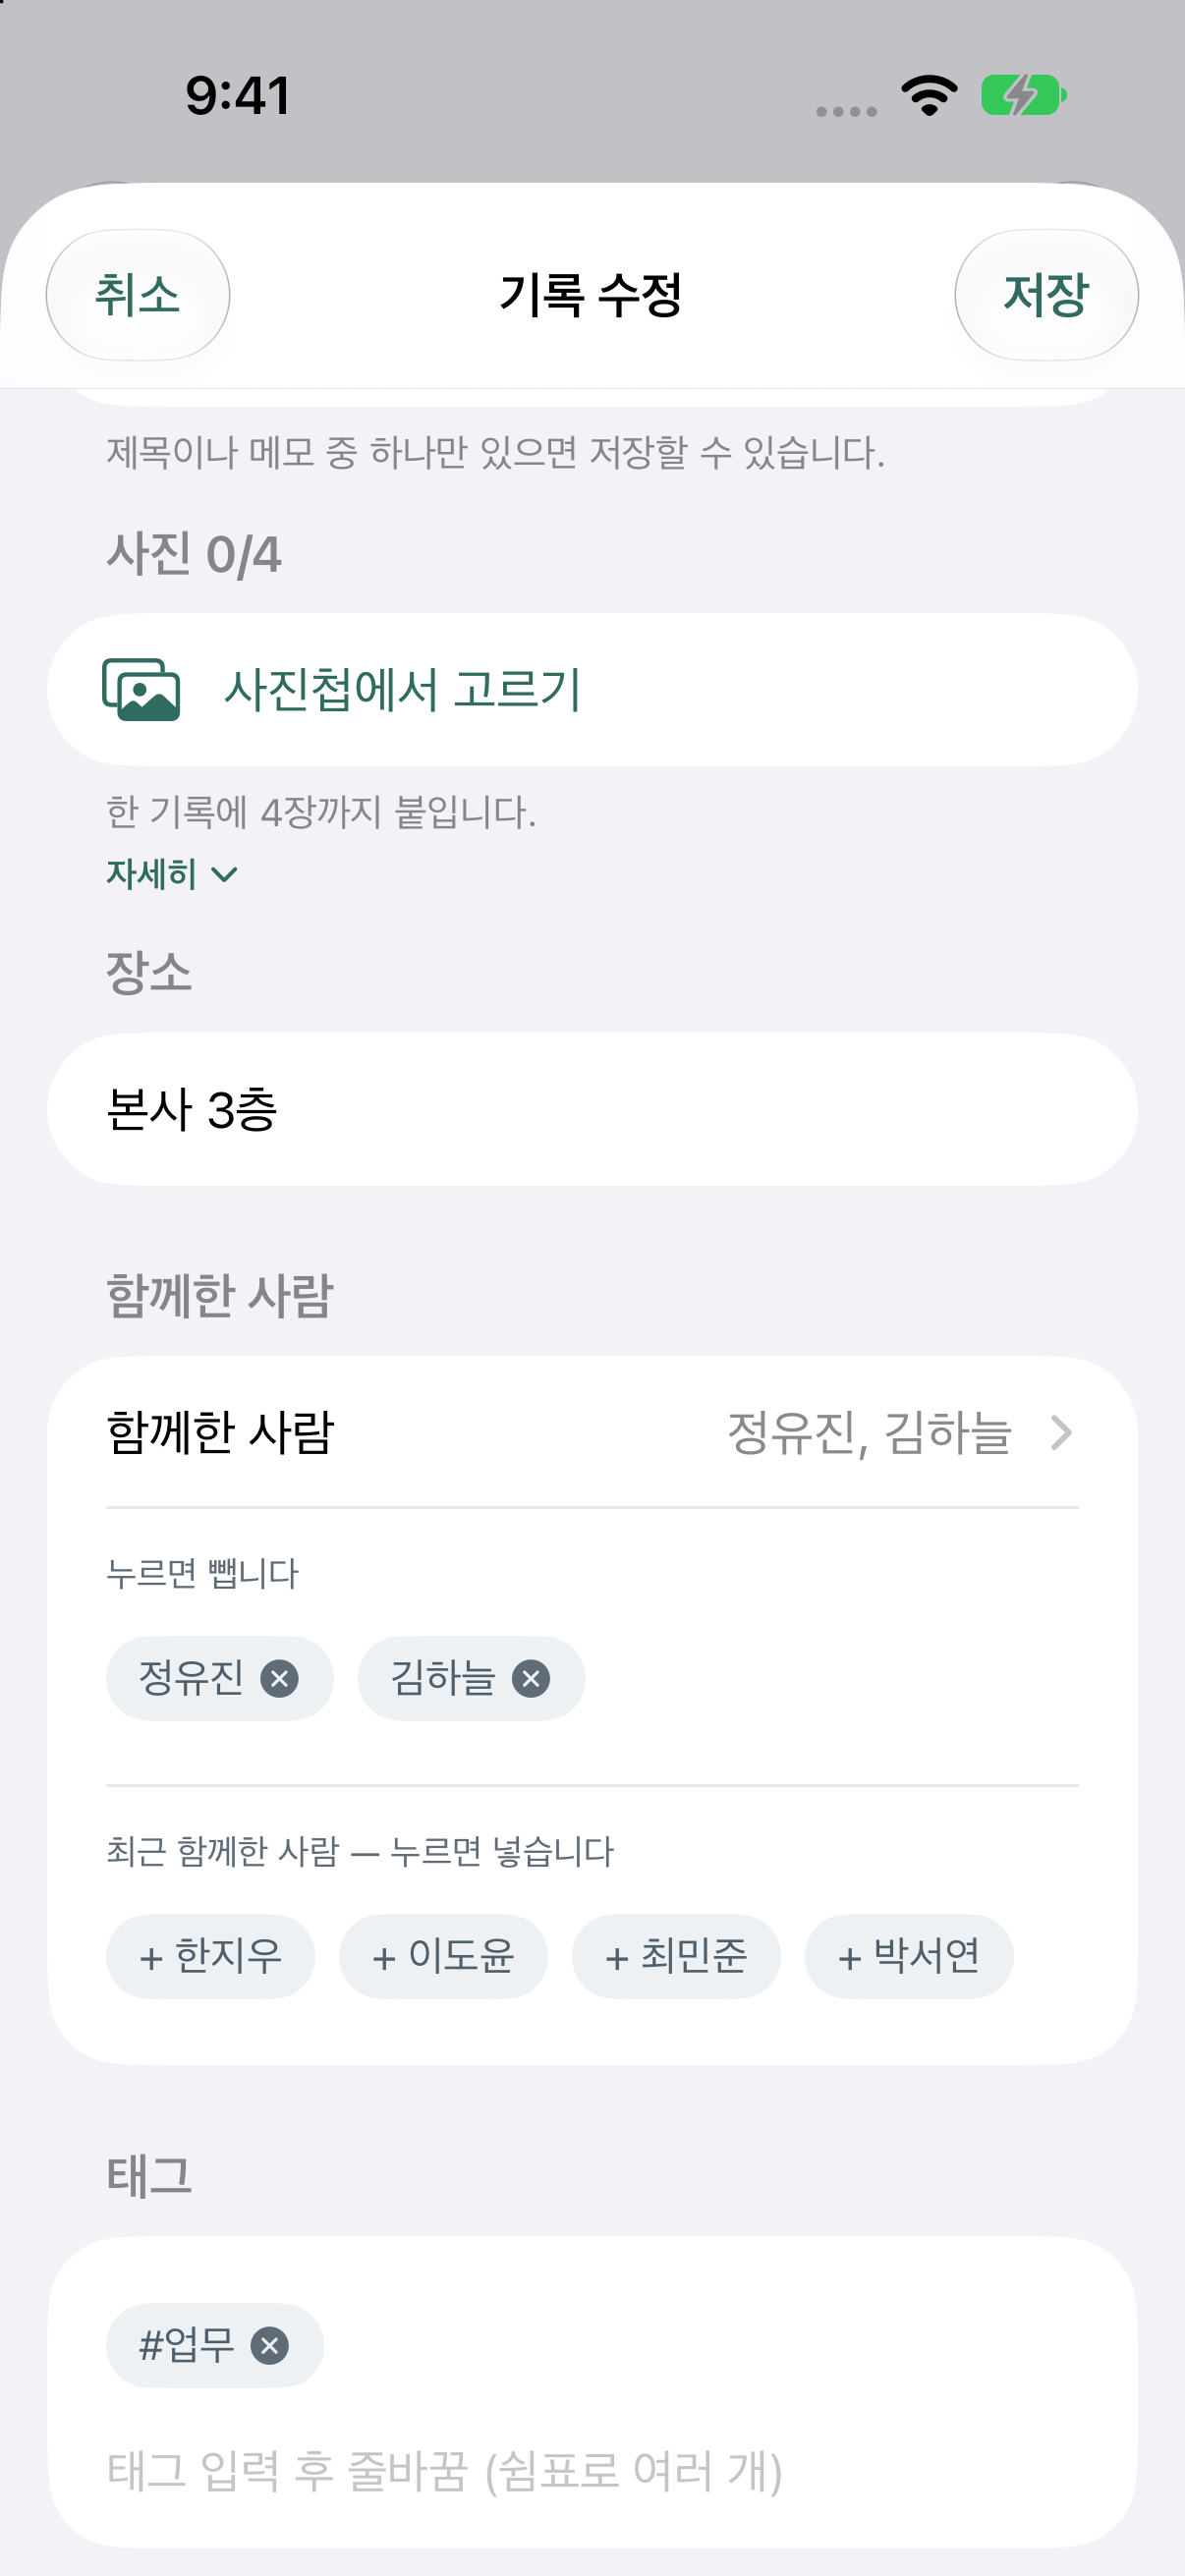 9:41
취소
기록 수정
저장
제목이나 메모 중 하나만 있으면 저장할 수 있습니다.
사진 0/4
사진첩에서 고르기
한 기록에 4장까지 붙입니다.
자세히
장소
본사 3층
함께한 사람
함께한 사람 정유진, 김하늘
누르면 뺍니다
정유진 김하늘
최근 함께한 사람 — 누르면 넣습니다
+ 한지우 + 이도윤 + 최민준 + 박서연
태그
#업무
태그 입력 후 줄바꿈 (쉼표로 여러 개)